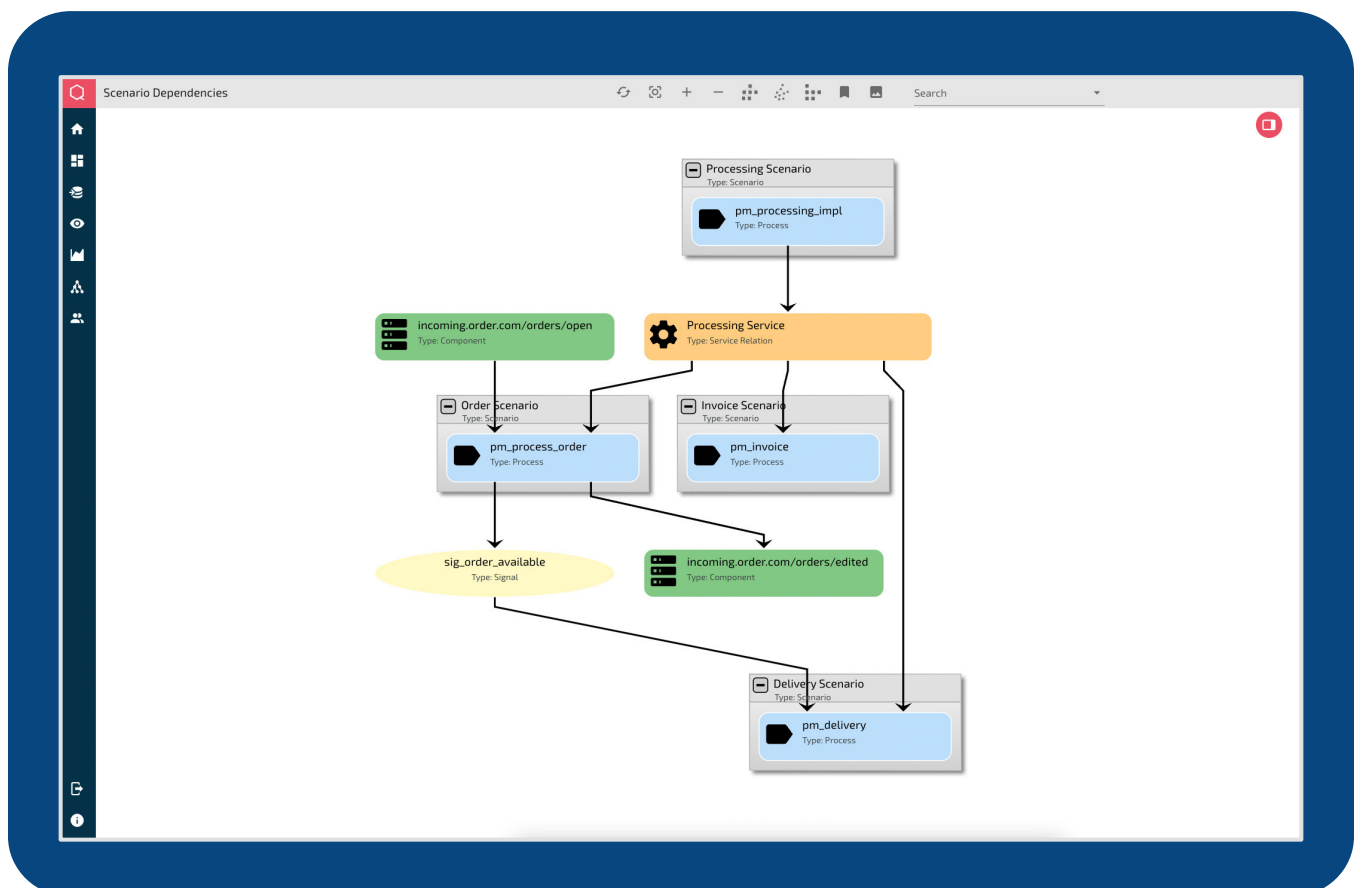 Scenario Dependencies
Search
Processing Scenario
Type: Scenario
pm_processing_impl
Type: Process
incoming.order.com/orders/open
Type: Component
Processing Service
Type: Service Relation
Order Scenario
Type: Scenario
pm_process_order
Type: Process
Invoice Scenario
Type: Scenario
pm_invoice
Type: Process
sig_order_available
Type: Signal
incoming.order.com/orders/edited
Type: Component
Delivery Scenario
Type: Scenario
pm_delivery
Type: Process